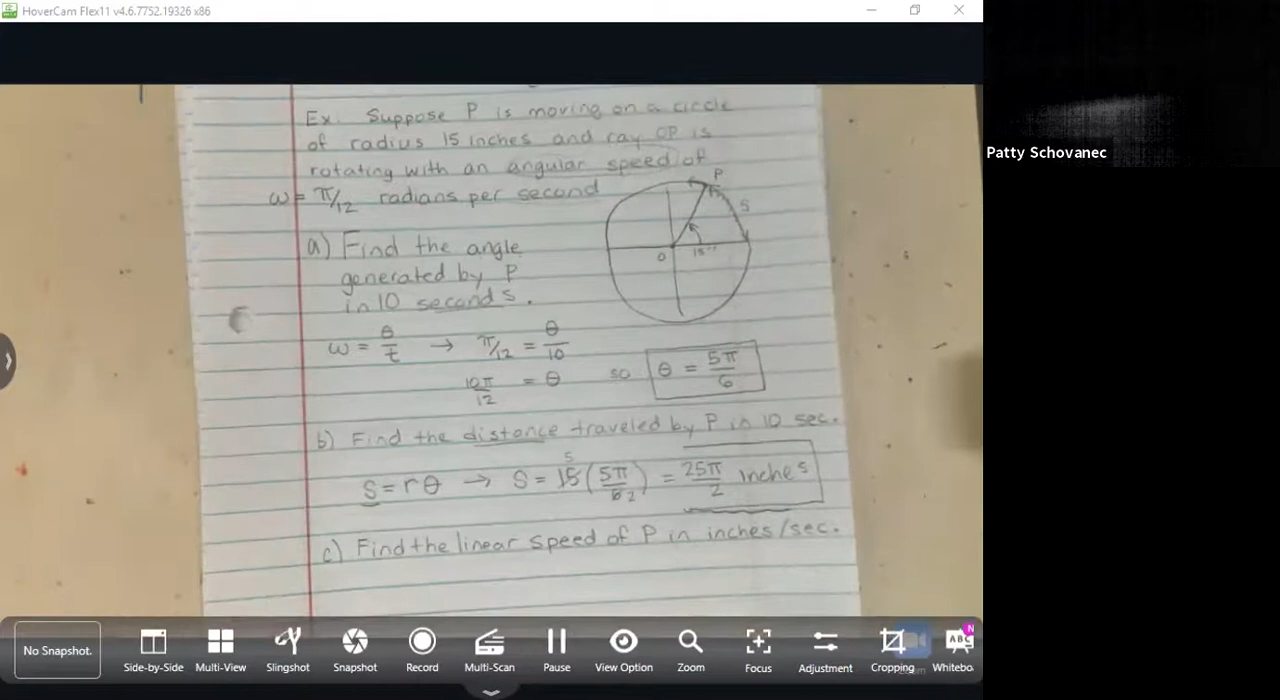 HoverCam Flex11 v4.6.7752.19326 x86
Ex. Suppose P is moving on a circle
of radius 15 inches and ray OP is
rotating with an angular speed of
ω = π/12 radians per second
P
S
O 15"
a) Find the angle
generated by P
in 10 seconds.
ω = θ/t → π/12 = θ/10
10π/12 = θ so θ = 5π/6
b) Find the distance traveled by P in 10 sec.
S = rθ → S = 15 5 (5π/6 2) = 25π/2 inches
c) Find the linear speed of P in inches/sec.
Patty Schovanec
No Snapshot.
Side-by-Side Multi-View Slingshot Snapshot Record Multi-Scan Pause View Option Zoom Focus Adjustment Cropping Whiteboa
ABC
N